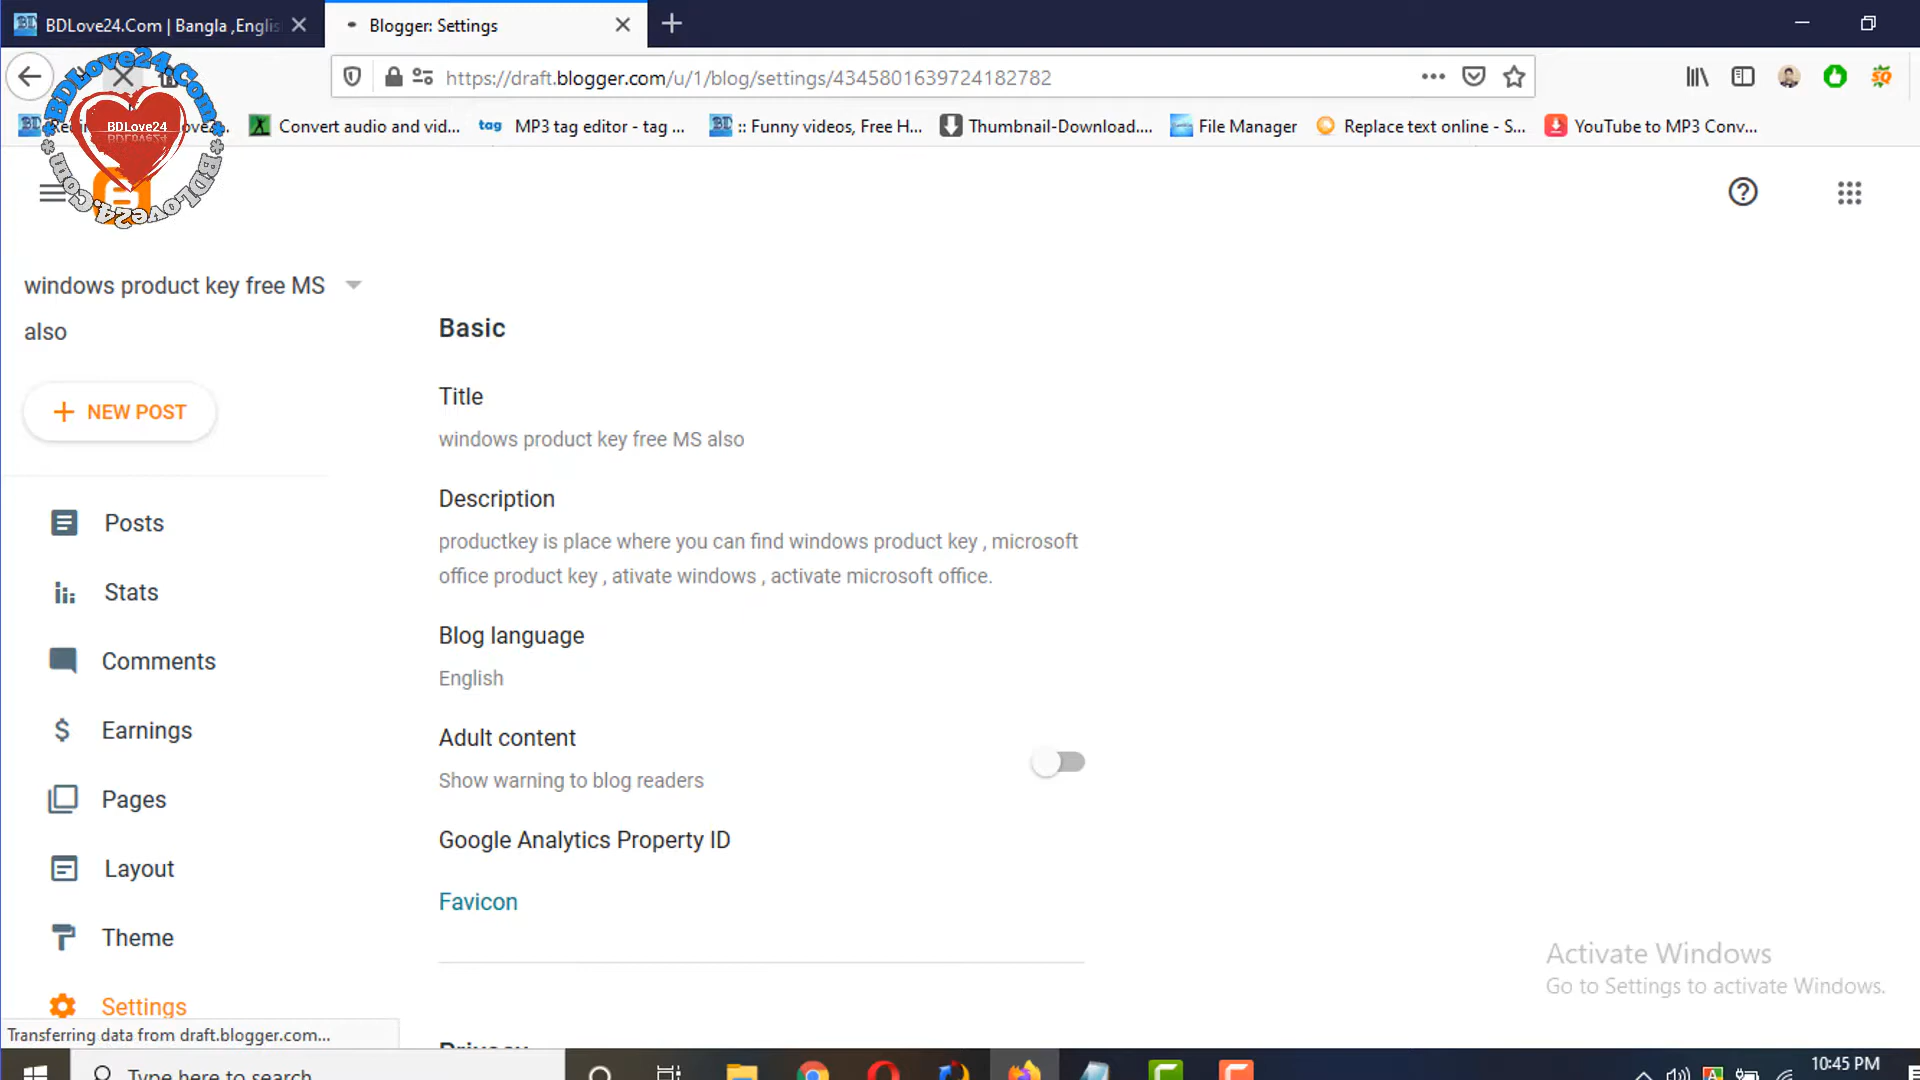 BDLove24.Com | Bangla ,Englis
Blogger: Settings
https://draft.blogger.com/u/1/blog/settings/4345801639724182782
BDLove24.Com
BDLove24
BDLove24.Com
Convert audio and vid...
tag MP3 tag editor - tag ...
BD :: Funny videos, Free H...
Thumbnail-Download....
File Manager
Replace text online - S...
YouTube to MP3 Conv...
windows product key free MS
also
NEW POST
Posts
Stats
Comments
Earnings
Pages
Layout
Theme
Settings
Basic
Title
windows product key free MS also
Description
productkey is place where you can find windows product key , microsoft
office product key , ativate windows , activate microsoft office.
Blog language
English
Adult content
Show warning to blog readers
Google Analytics Property ID
Favicon
Privacy
Activate Windows
Go to Settings to activate Windows.
Transferring data from draft.blogger.com...
Type here to search
10:45 PM